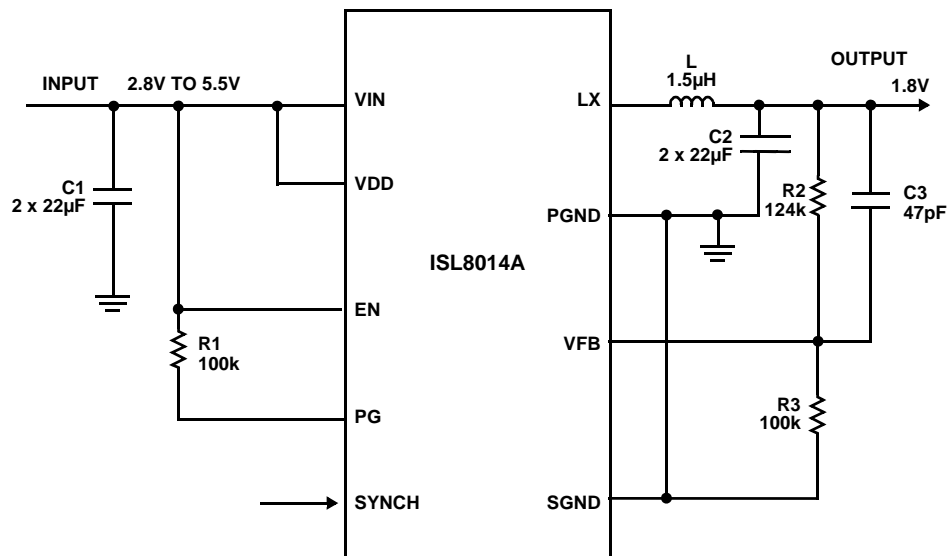 INPUT 2.8V TO 5.5V
VIN
LX
L
1.5µH
OUTPUT
1.8V
C1
2 x 22µF
VDD
C2
2 x 22µF
R2
124k
C3
47pF
PGND
ISL8014A
EN
R1
100k
VFB
PG
R3
100k
SYNCH
SGND